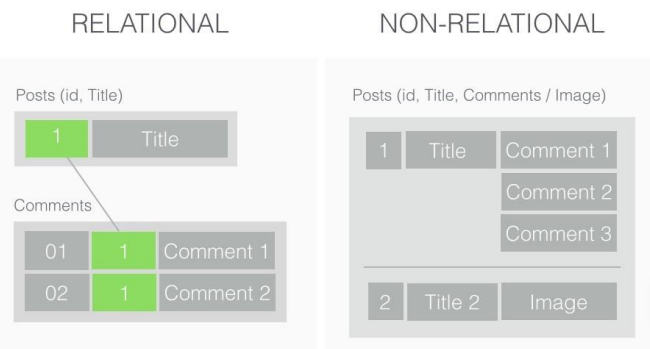 RELATIONAL
Posts (id, Title)
1 Title
Comments
01 1 Comment 1
02 1 Comment 2
NON-RELATIONAL
Posts (id, Title, Comments / Image)
1 Title Comment 1
Comment 2
Comment 3
2 Title 2 Image